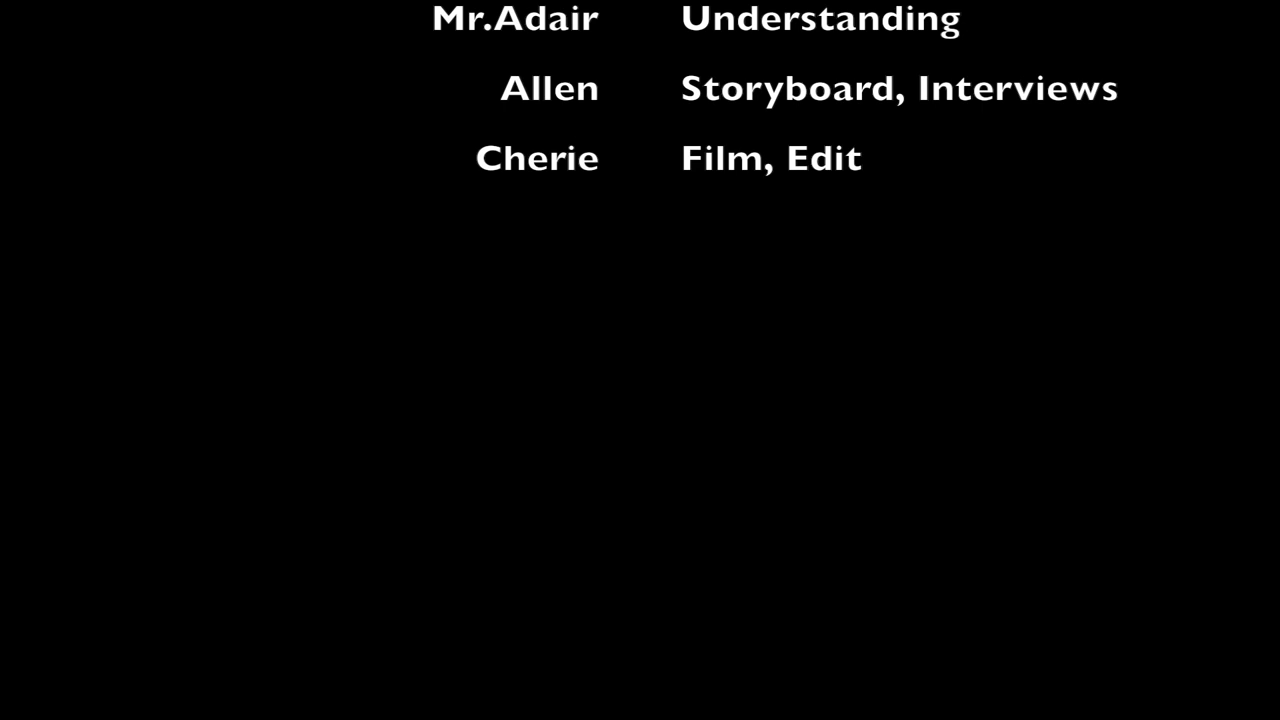 Mr.Adair Understanding
Allen Storyboard, Interviews
Cherie Film, Edit